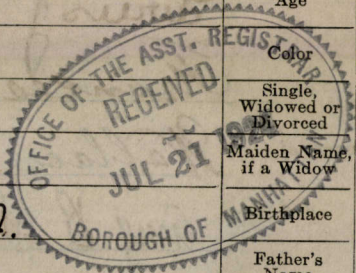 Age
Color
Single,
Widowed or
Divorced
Maiden Name,
if a Widow
Birthplace
Father's
Name
OFFICE OF THE ASST. REGISTRAR
RECEIVED
JUL 21
BOROUGH OF MANHATTAN